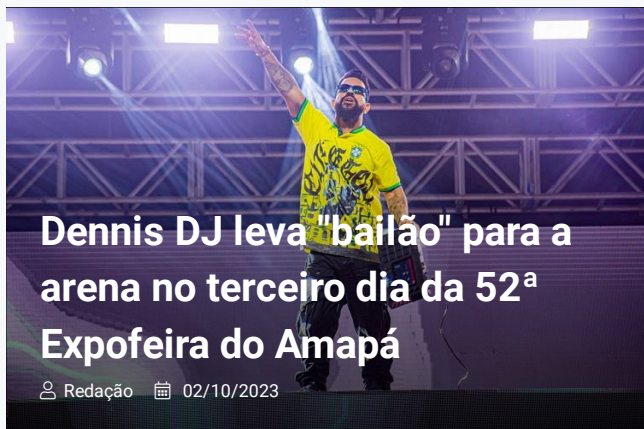 Dennis DJ leva "bailão" para a
arena no terceiro dia da 52ª
Expofeira do Amapá
Redação 02/10/2023